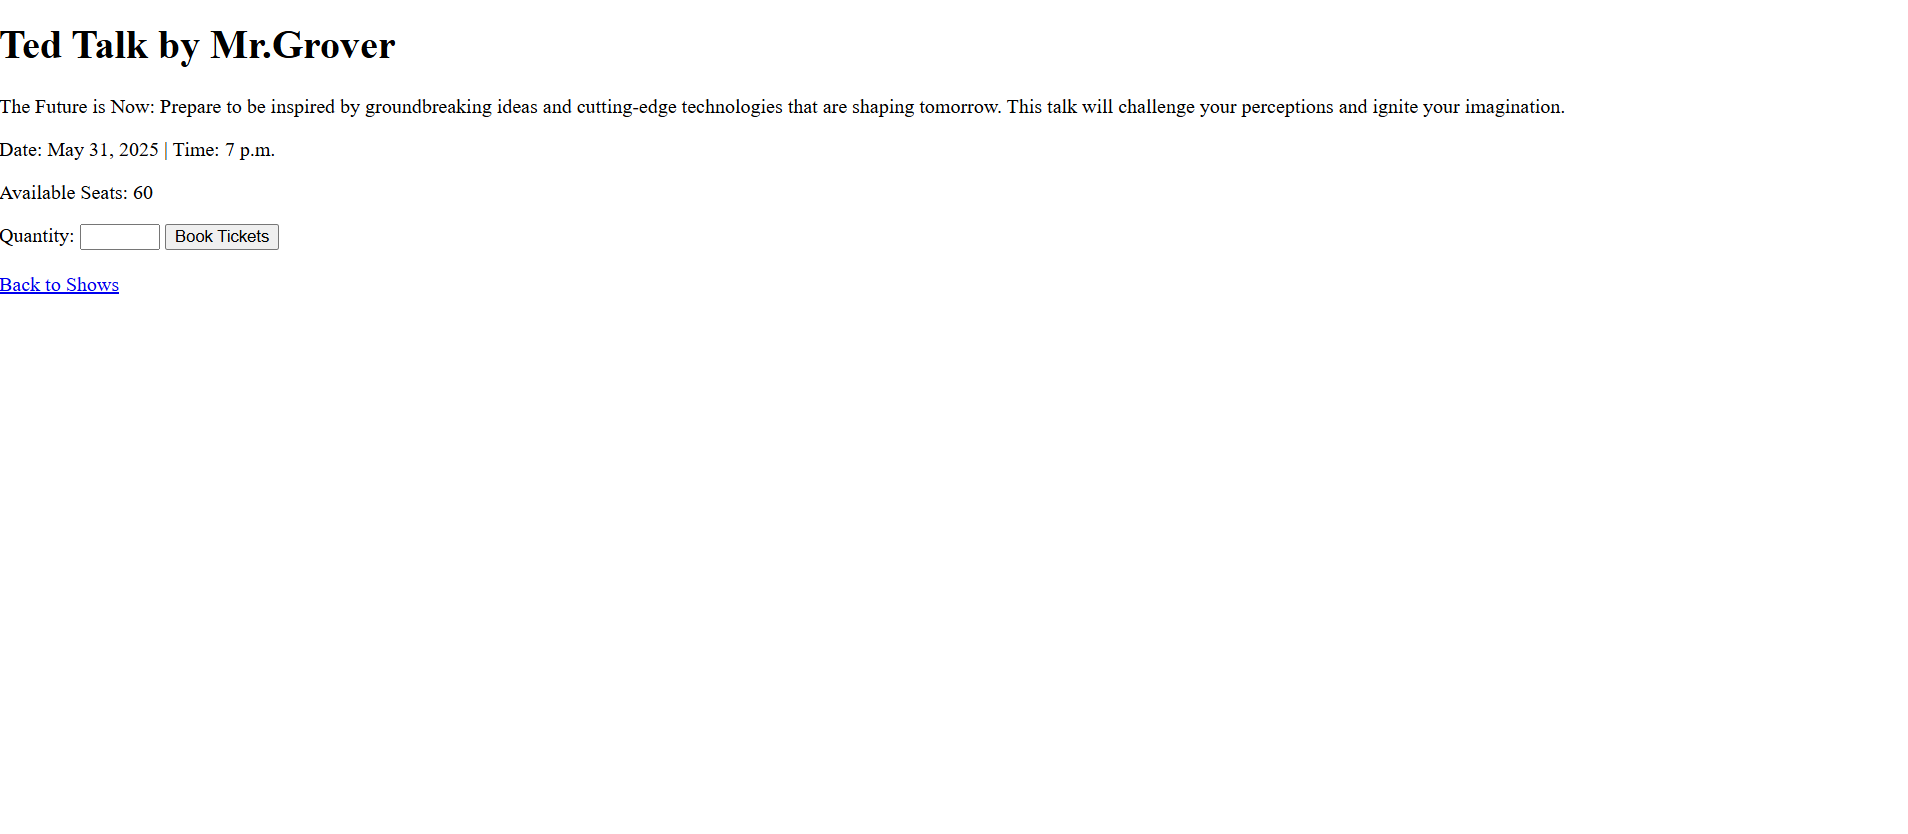 Ted Talk by Mr.Grover
The Future is Now: Prepare to be inspired by groundbreaking ideas and cutting-edge technologies that are shaping tomorrow. This talk will challenge your perceptions and ignite your imagination.
Date: May 31, 2025 | Time: 7 p.m.
Available Seats: 60
Quantity: Book Tickets
Back to Shows